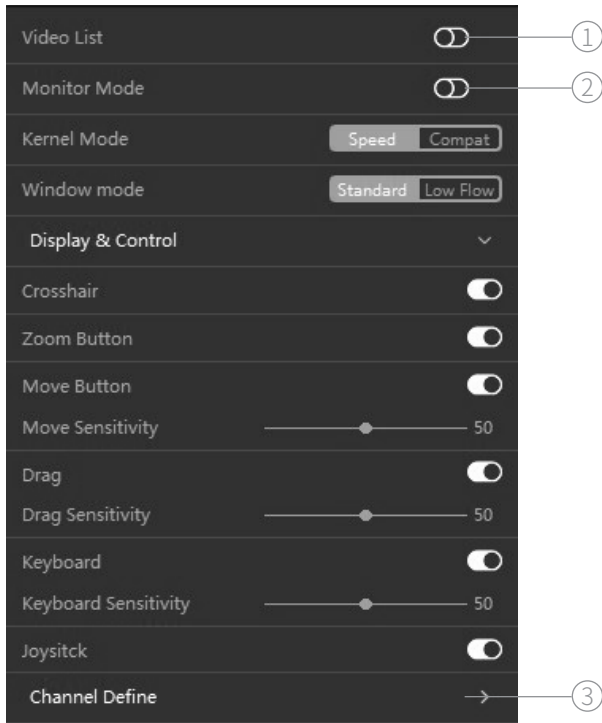 Video List ①
Monitor Mode ②
Kernel Mode Speed Compat
Window mode Standard Low Flow
Display & Control
Crosshair
Zoom Button
Move Button
Move Sensitivity 50
Drag
Drag Sensitivity 50
Keyboard
Keyboard Sensitivity 50
Joysitck
Channel Define ③